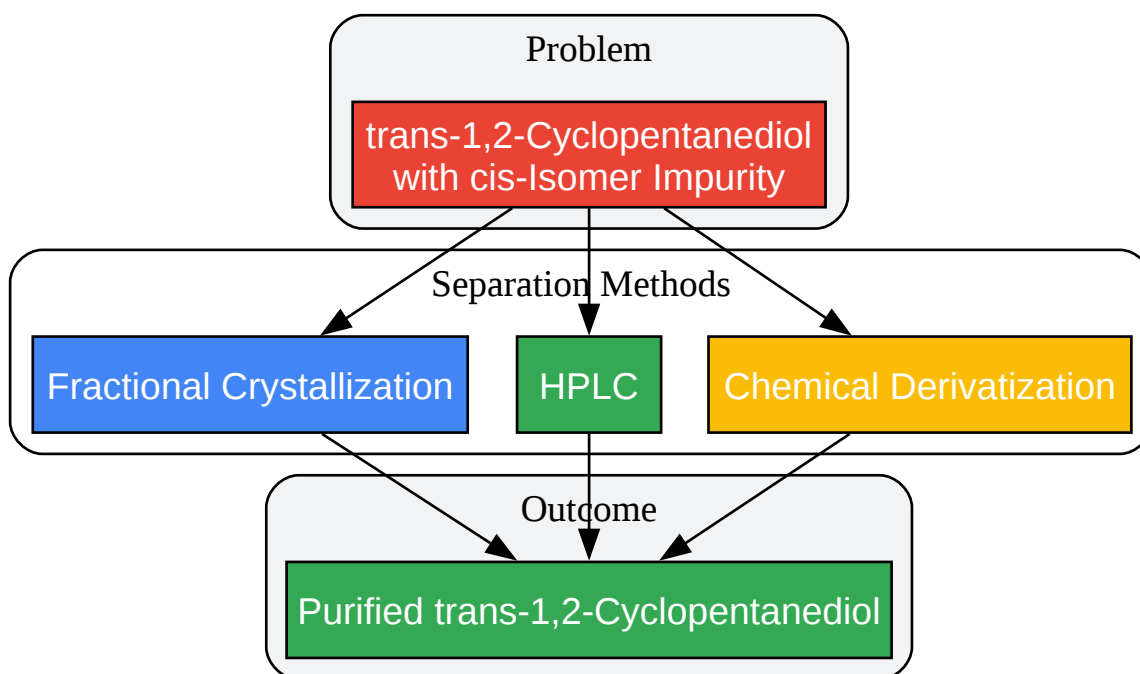 Problem
trans-1,2-Cyclopentanediol
with cis-Isomer Impurity
Separation Methods
Fractional Crystallization
HPLC
Chemical Derivatization
Outcome
Purified trans-1,2-Cyclopentanediol